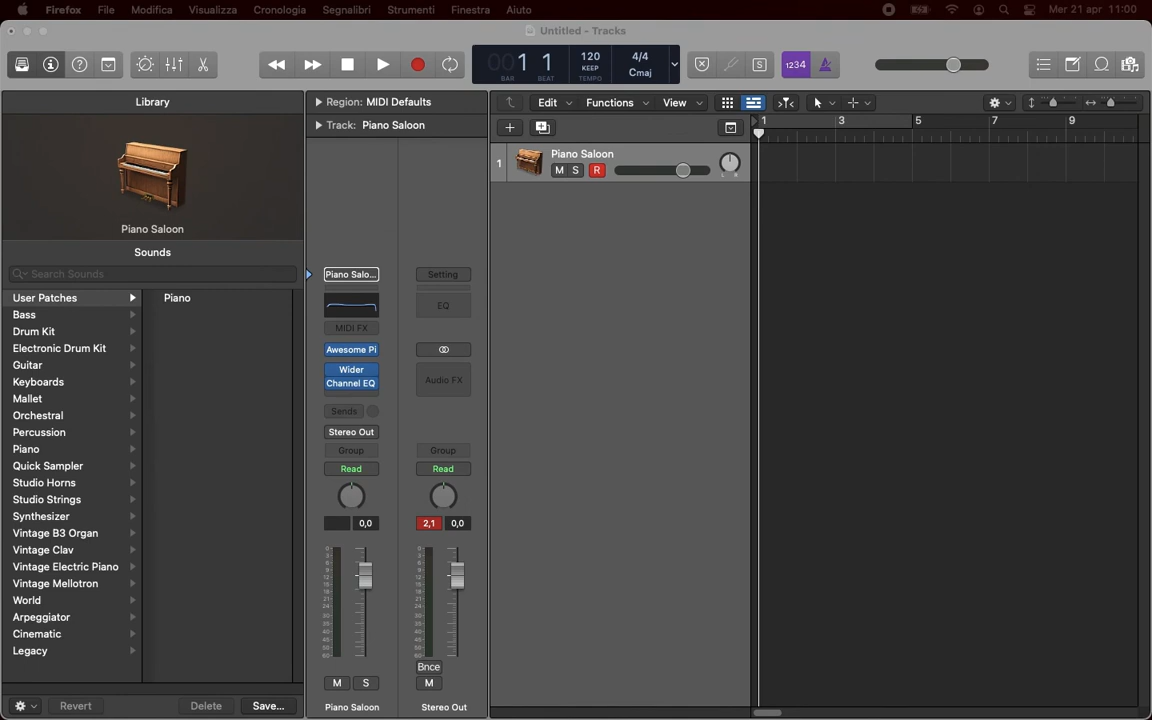 Firefox File Modifica Visualizza Cronologia Segnalibri Strumenti Finestra Aiuto Mer 21 apr 11:00
Untitled - Tracks
001 1 120 4/4
KEEP Cmaj
BAR BEAT TEMPO
1234
S
Library
Piano Saloon
Sounds
Search Sounds
User Patches
Bass
Drum Kit
Electronic Drum Kit
Guitar
Keyboards
Mallet
Orchestral
Percussion
Piano
Quick Sampler
Studio Horns
Studio Strings
Synthesizer
Vintage B3 Organ
Vintage Clav
Vintage Electric Piano
Vintage Mellotron
World
Arpeggiator
Cinematic
Legacy
Piano
Revert Delete Save...
Region: MIDI Defaults
Track: Piano Saloon
Piano Salo...
MIDI FX
Awesome Pi
Wider
Channel EQ
Sends
Stereo Out
Group
Read
0,0
M S
Piano Saloon
Setting
EQ
Audio FX
Group
Read
2,1 0,0
Bnce
M
Stereo Out
Edit Functions View
1 3 5 7 9
1 Piano Saloon
M S R
L R